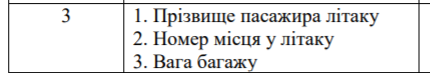 3
1. Прізвище пасажира літаку
2. Номер місця у літаку
3. Вага багажу